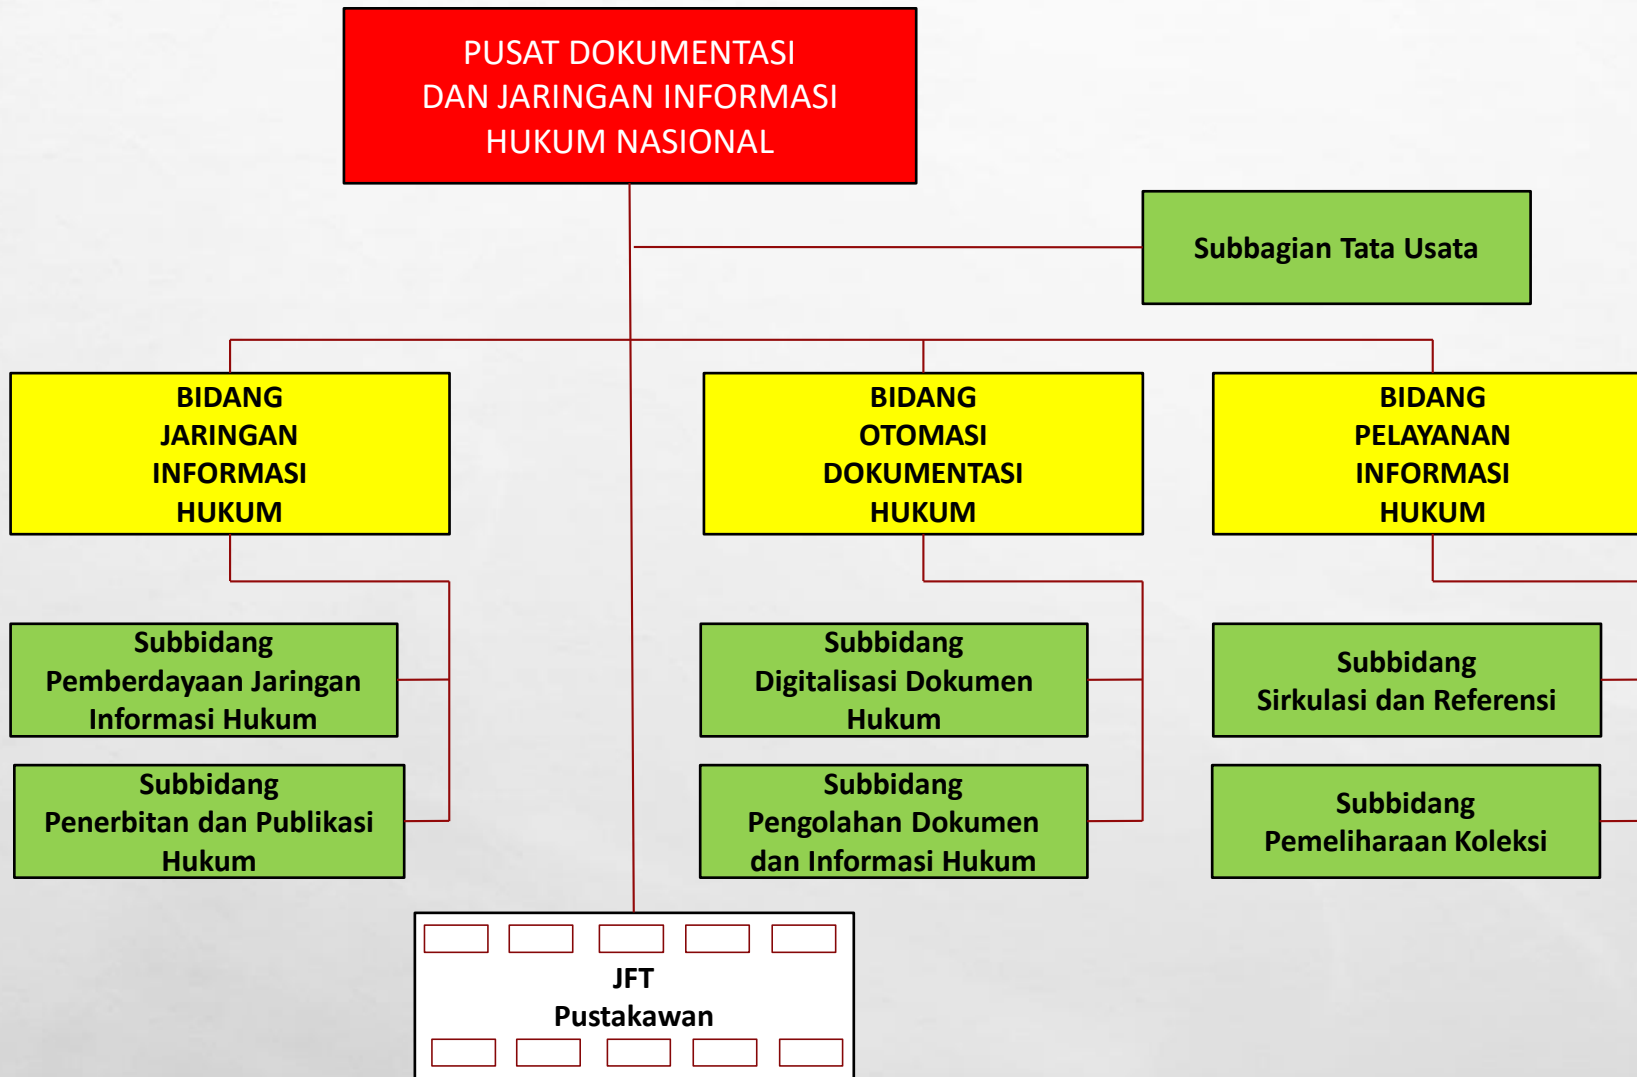 PUSAT DOKUMENTASI
DAN JARINGAN INFORMASI
HUKUM NASIONAL
Subbagian Tata Usata
BIDANG
JARINGAN
INFORMASI
HUKUM
BIDANG
OTOMASI
DOKUMENTASI
HUKUM
BIDANG
PELAYANAN
INFORMASI
HUKUM
Subbidang
Pemberdayaan Jaringan
Informasi Hukum
Subbidang
Digitalisasi Dokumen
Hukum
Subbidang
Sirkulasi dan Referensi
Subbidang
Penerbitan dan Publikasi
Hukum
Subbidang
Pengolahan Dokumen
dan Informasi Hukum
Subbidang
Pemeliharaan Koleksi
JFT
Pustakawan